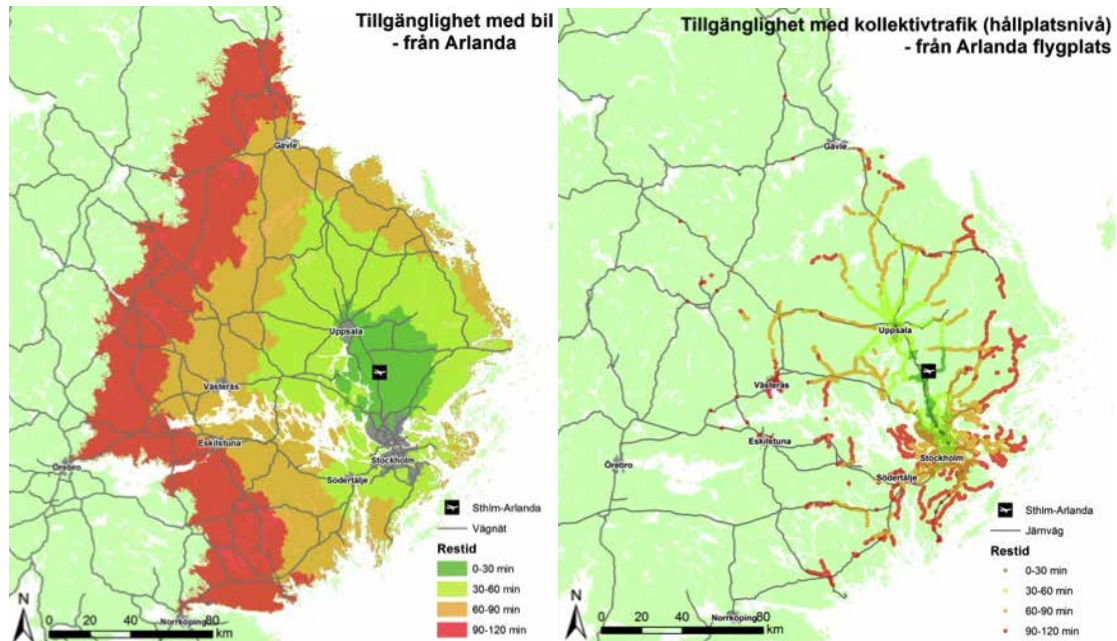 Tillgänglighet med bil
- från Arlanda
Gävle
Uppsala
Västerås
Eskilstuna
Örebro
Stockholm
Södertälje
Norrköping
Sthlm-Arlanda
Vägnät
Restid
0-30 min
30-60 min
60-90 min
90-120 min
N
0 20 40 80
km
Tillgänglighet med kollektivtrafik (hållplatsnivå)
- från Arlanda flygplats
Gävle
Uppsala
Västerås
Eskilstuna
Örebro
Stockholm
Södertälje
Norrköping
Sthlm-Arlanda
Järnväg
Restid
0-30 min
30-60 min
60-90 min
90-120 min
N
0 20 40 80
km